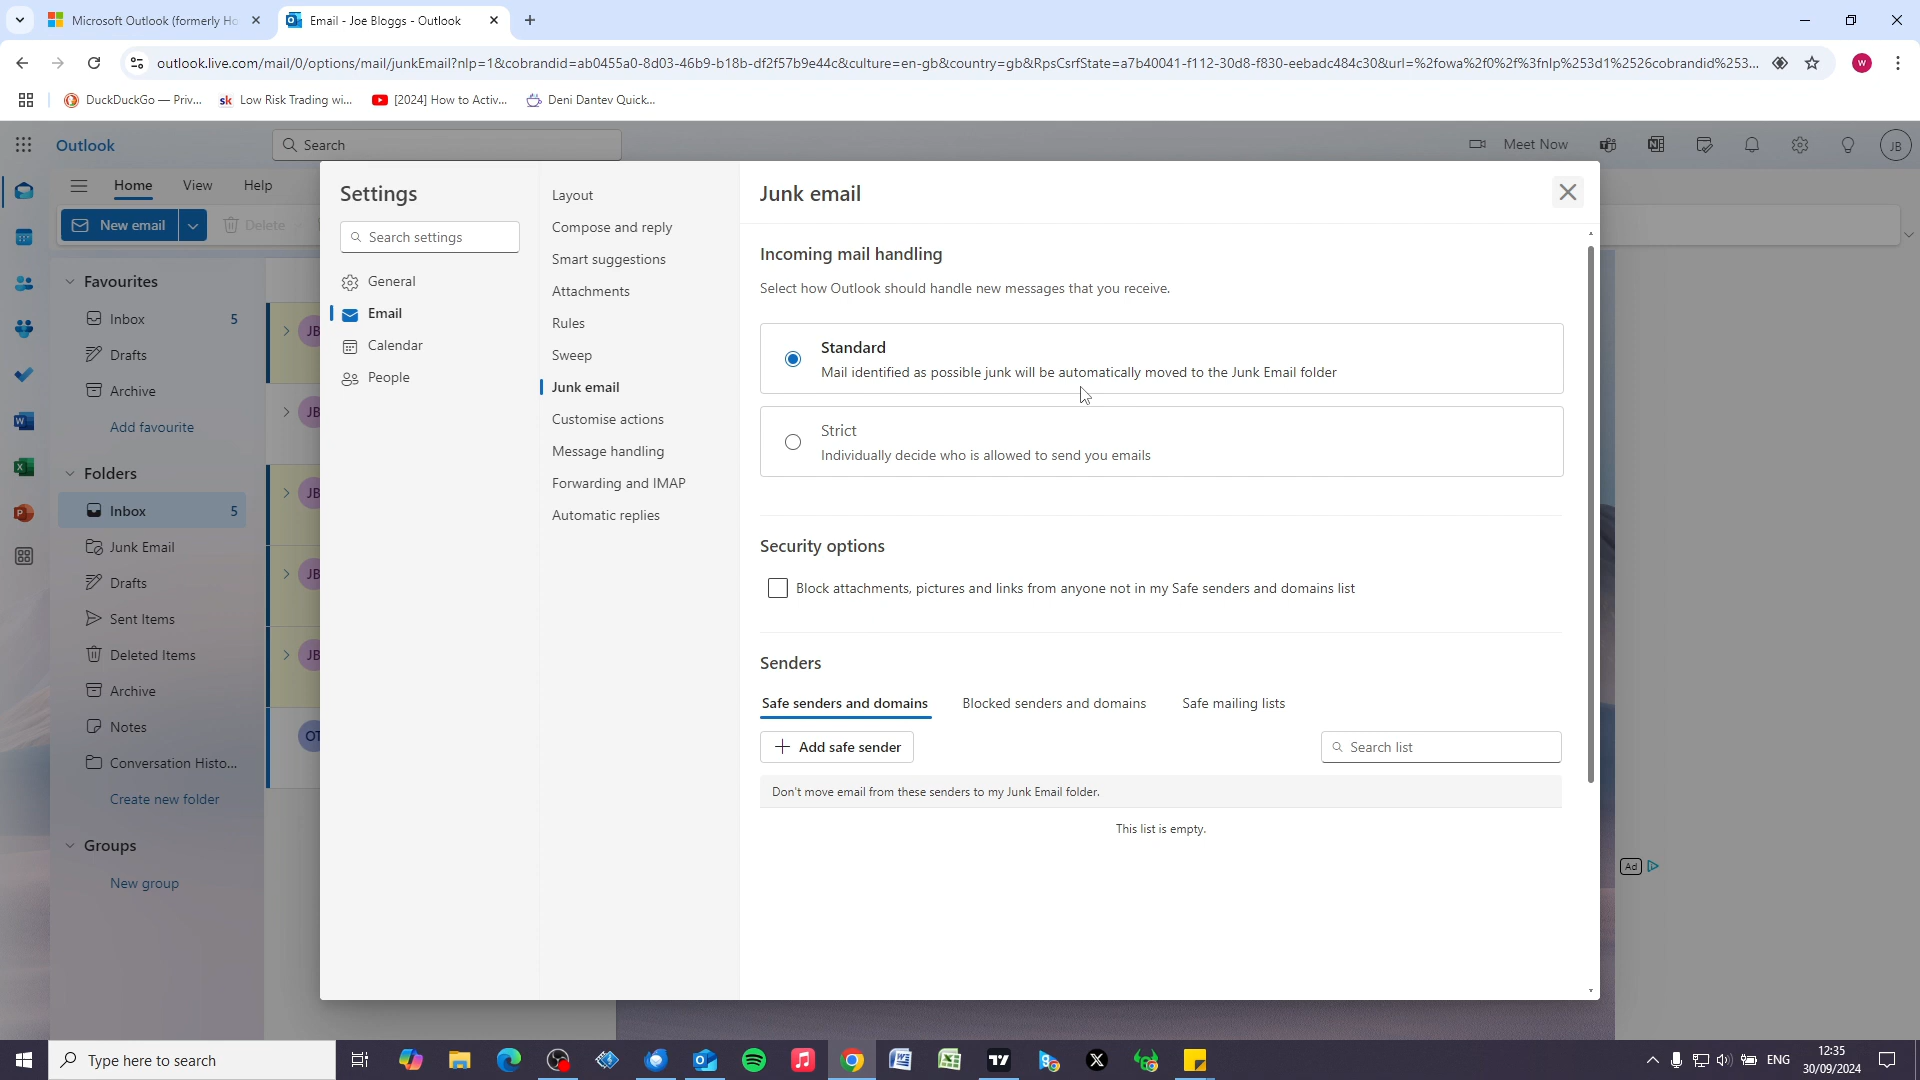 Microsoft Outlook (formerly Ho
Email - Joe Bloggs - Outlook
outlook.live.com/mail/0/options/mail/junkEmail?nlp=1&cobrandid=ab0455a0-8d03-46b9-b18b-df2f57b9e44c&culture=en-gb&country=gb&RpsCsrfState=a7b40041-f112-30d8-f830-eebadc484c30&url=%2fowa%2f0%2f%3fnlp%253d1%2526cobrandid%253...
W
DuckDuckGo — Priv...
sk Low Risk Trading wi...
[2024] How to Activ...
Deni Dantev Quick...
Outlook
Search
Meet Now
JB
Home
View
Help
New email
Delete
Favourites
Inbox 5
Drafts
Archive
Add favourite
Folders
Inbox 5
Junk Email
Drafts
Sent Items
Deleted Items
Archive
Notes
Conversation Histo...
Create new folder
Groups
New group
JB
JB
JB
JB
JB
OT
Settings
Search settings
General
Email
Calendar
People
Layout
Compose and reply
Smart suggestions
Attachments
Rules
Sweep
Junk email
Customise actions
Message handling
Forwarding and IMAP
Automatic replies
Junk email
Incoming mail handling
Select how Outlook should handle new messages that you receive.
Standard
Mail identified as possible junk will be automatically moved to the Junk Email folder
Strict
Individually decide who is allowed to send you emails
Security options
Block attachments, pictures and links from anyone not in my Safe senders and domains list
Senders
Safe senders and domains
Blocked senders and domains
Safe mailing lists
Add safe sender
Search list
Don't move email from these senders to my Junk Email folder.
This list is empty.
Ad
Type here to search
ENG
12:35
30/09/2024